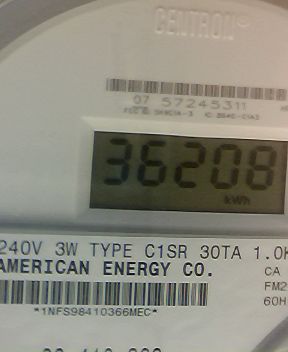 CENTRON®
07 57245311
36208
kWh
240V 3W TYPE C1SR 30TA 1.0K
AMERICAN ENERGY CO.
CA
FM2
60H
*1NFS98410366MEC*